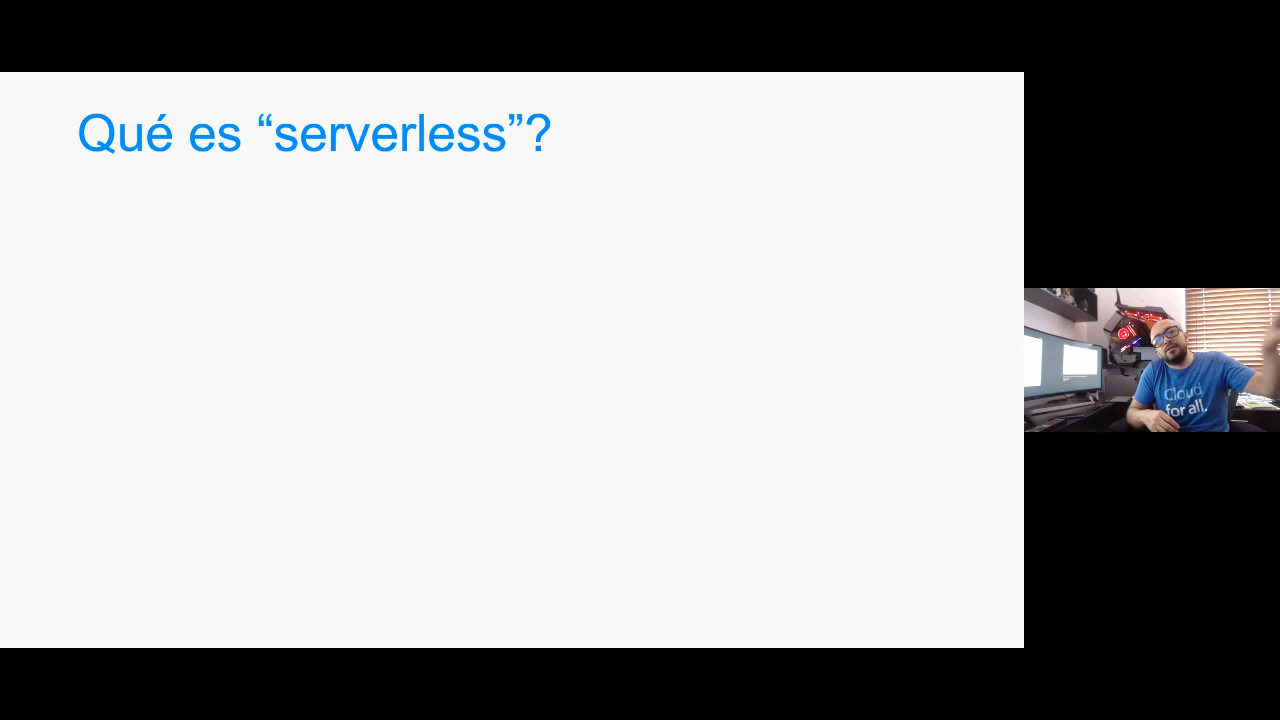 Qué es “serverless”?
Cloud
for all.